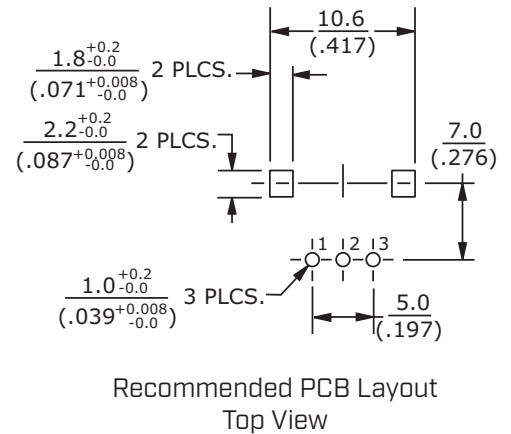 10.6
(.417)
1.8+0.2-0.0 2 PLCS.
(.071+0.008-0.0)
2.2+0.2-0.0 2 PLCS.
(.087+0.008-0.0)
7.0
(.276)
1 2 3
1.0+0.2-0.0 3 PLCS.
(.039+0.008-0.0)
5.0
(.197)
Recommended PCB Layout
Top View